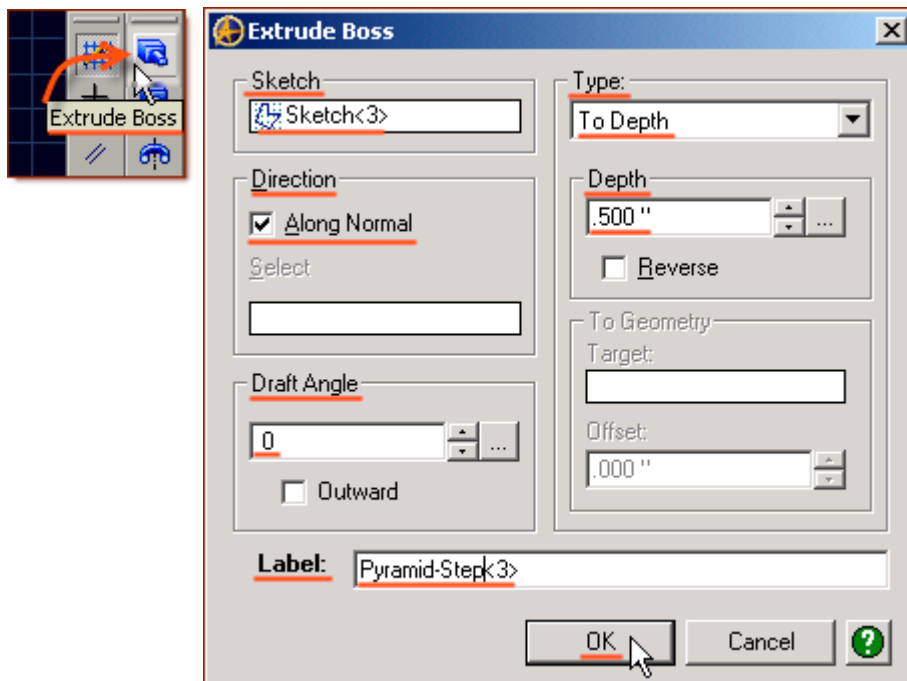 Extrude Boss
Extrude Boss
Sketch
Sketch<3>
Direction
Along Normal
Select
Draft Angle
0
...
Outward
Type:
To Depth
Depth
.500 "
...
Reverse
To Geometry
Target:
Offset:
.000 "
Label:
Pyramid-Step<3>
OK
Cancel
?